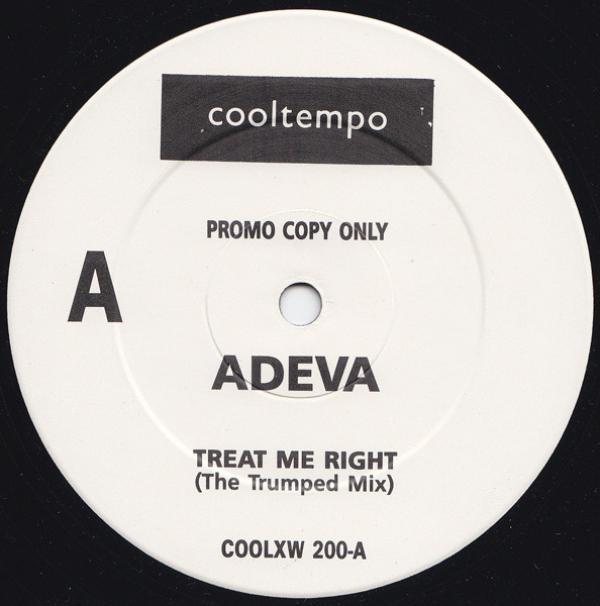 cooltempo
PROMO COPY ONLY
A
ADEVA
TREAT ME RIGHT
(The Trumped Mix)
COOLXW 200-A